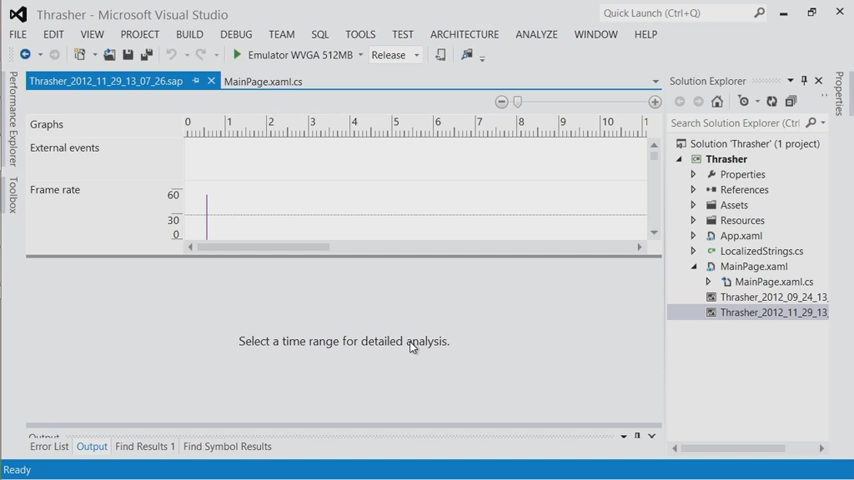 Thrasher - Microsoft Visual Studio
Quick Launch (Ctrl+Q)
FILE EDIT VIEW PROJECT BUILD DEBUG TEAM SQL TOOLS TEST ARCHITECTURE ANALYZE WINDOW HELP
Emulator WVGA 512MB Release
Performance Explorer
Toolbox
Thrasher_2012_11_29_13_07_26.sap MainPage.xaml.cs
Graphs 0 1 2 3 4 5 6 7 8 9 10 1
External events
Frame rate 60
30
0
Select a time range for detailed analysis.
Output
Error List Output Find Results 1 Find Symbol Results
Ready
Solution Explorer
Search Solution Explorer (Ctrl
Solution 'Thrasher' (1 project)
Thrasher
Properties
References
Assets
Resources
App.xaml
LocalizedStrings.cs
MainPage.xaml
MainPage.xaml.cs
Thrasher_2012_09_24_13_
Thrasher_2012_11_29_13_
Properties